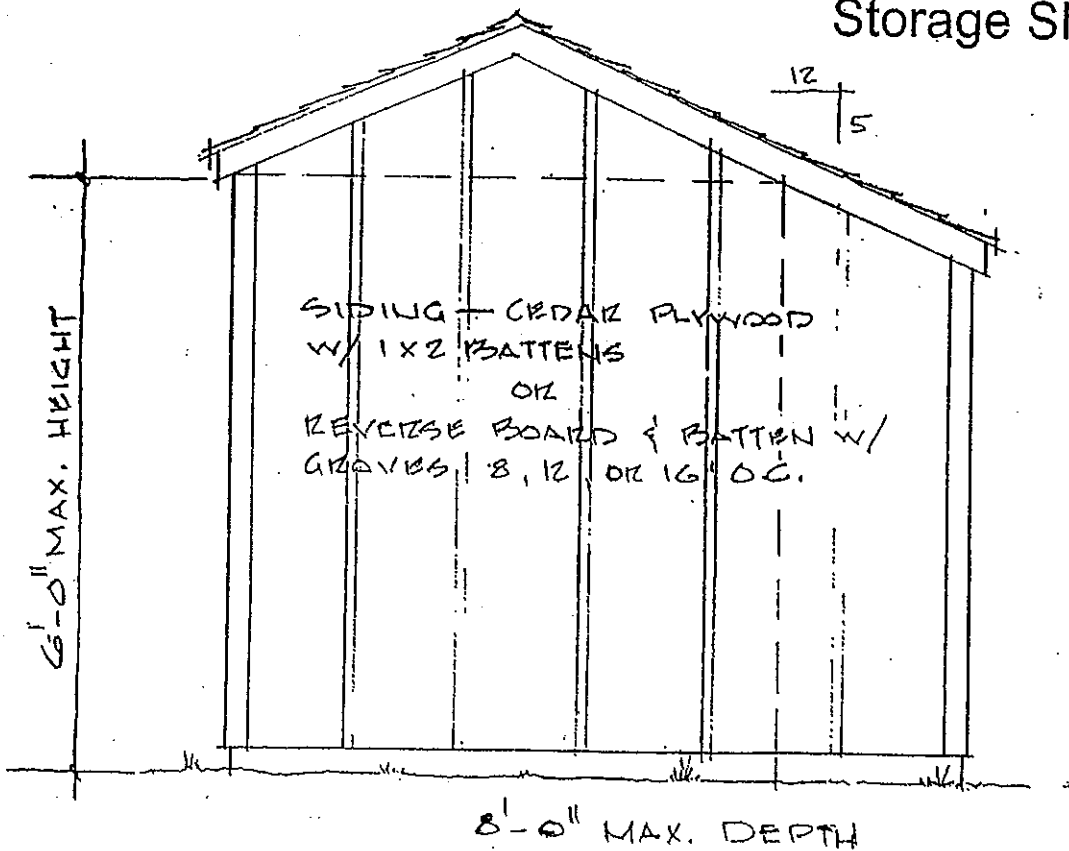 Storage
12
5
6'-0" MAX. HEIGHT
SIDING - CEDAR PLYWOOD
W/ 1X2 BATTENS
OR
REVERSE BOARD & BATTEN W/
GROVES 8, 12 OR 16" O.C.
8'-0" MAX. DEPTH